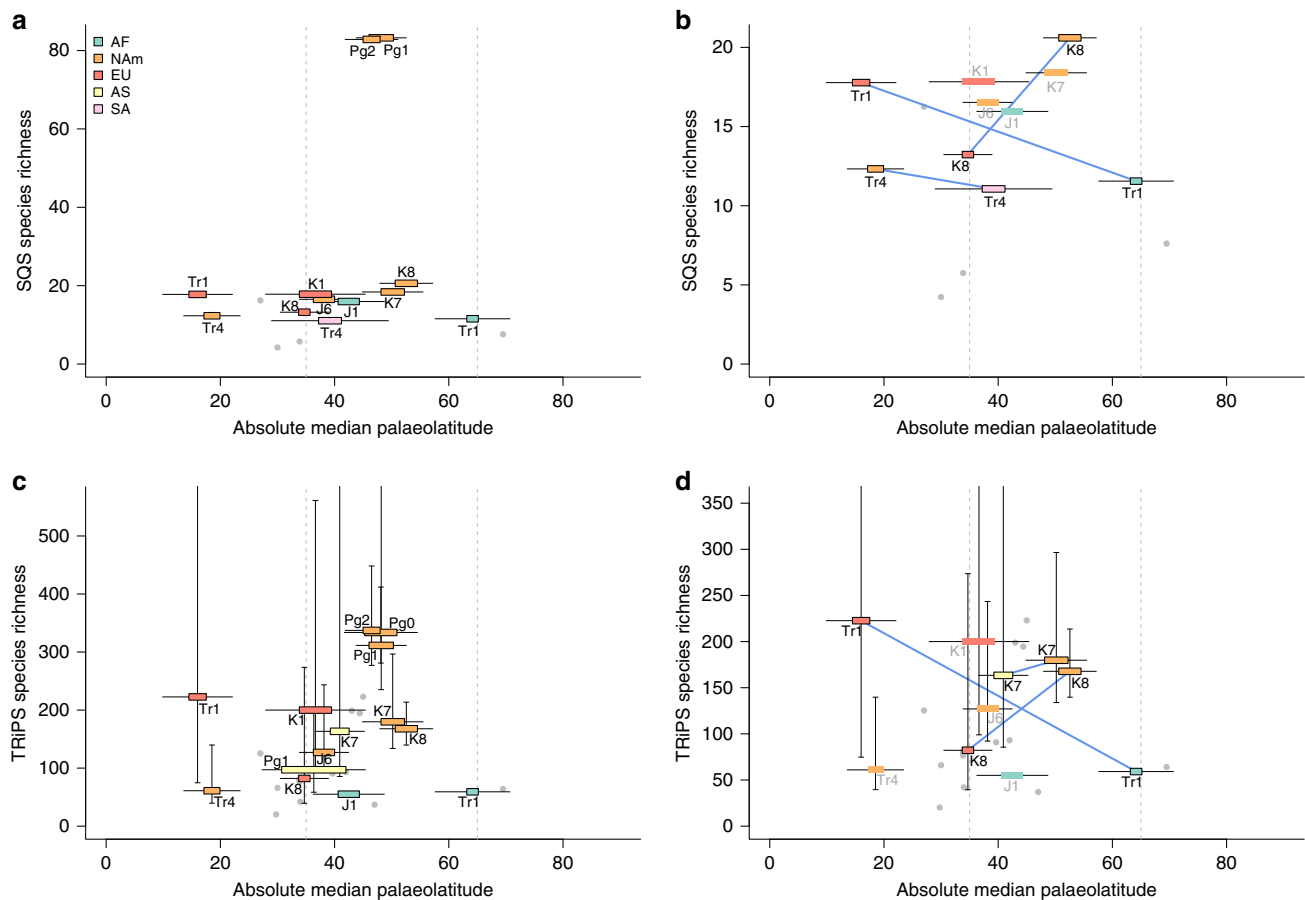 a
AF
NAm
EU
AS
SA
80
60
40
20
0
SQS species richness
Pg2
Pg1
Tr1
Tr4
K8
K1
J6
Tr4
J1
K7
K8
Tr1
0
20
40
60
80
Absolute median palaeolatitude
b
20
15
10
5
0
SQS species richness
K8
K1
K7
Tr1
J6
J1
K8
Tr4
Tr4
Tr1
0
20
40
60
80
Absolute median palaeolatitude
c
500
400
300
200
100
0
TRiPS species richness
Pg2
Pg0
Pg1
Tr1
K1
K7
K7
K8
Pg1
J6
K8
Tr4
J1
Tr1
0
20
40
60
80
Absolute median palaeolatitude
d
350
300
250
200
150
100
50
0
TRiPS species richness
Tr1
K1
K7
K7
K8
J6
K8
Tr4
J1
Tr1
0
20
40
60
80
Absolute median palaeolatitude